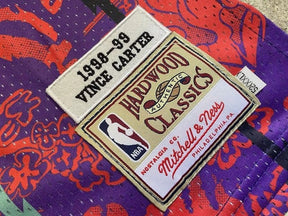 1998-99
VINCE CARTER
HARDWOOD
AUTHENTIC
CLASSICS
NBA
NOSTALGIA CO.
Mitchell & Ness
PHILADELPHIA PA.